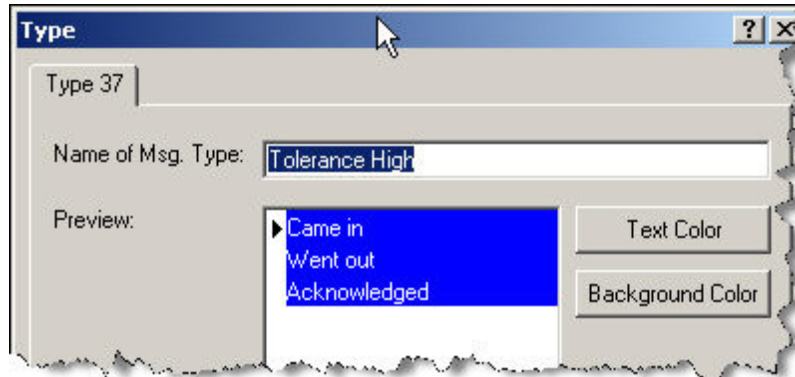 Type
Type 37
Name of Msg. Type: Tolerance High
Preview:
Came in
Went out
Acknowledged
Text Color
Background Color